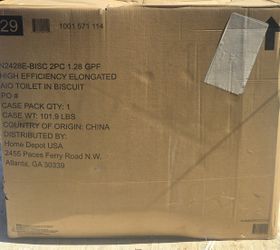 29
1001 571 114
N2428E-BISC 2PC 1.28 GPF
HIGH EFFICIENCY ELONGATED
AIO TOILET IN BISCUIT
PO #
CASE PACK QTY: 1
CASE WT: 101.9 LBS
COUNTRY OF ORIGIN: CHINA
DISTRIBUTED BY:
Home Depot USA
2455 Paces Ferry Road N.W.
Atlanta, GA 30339